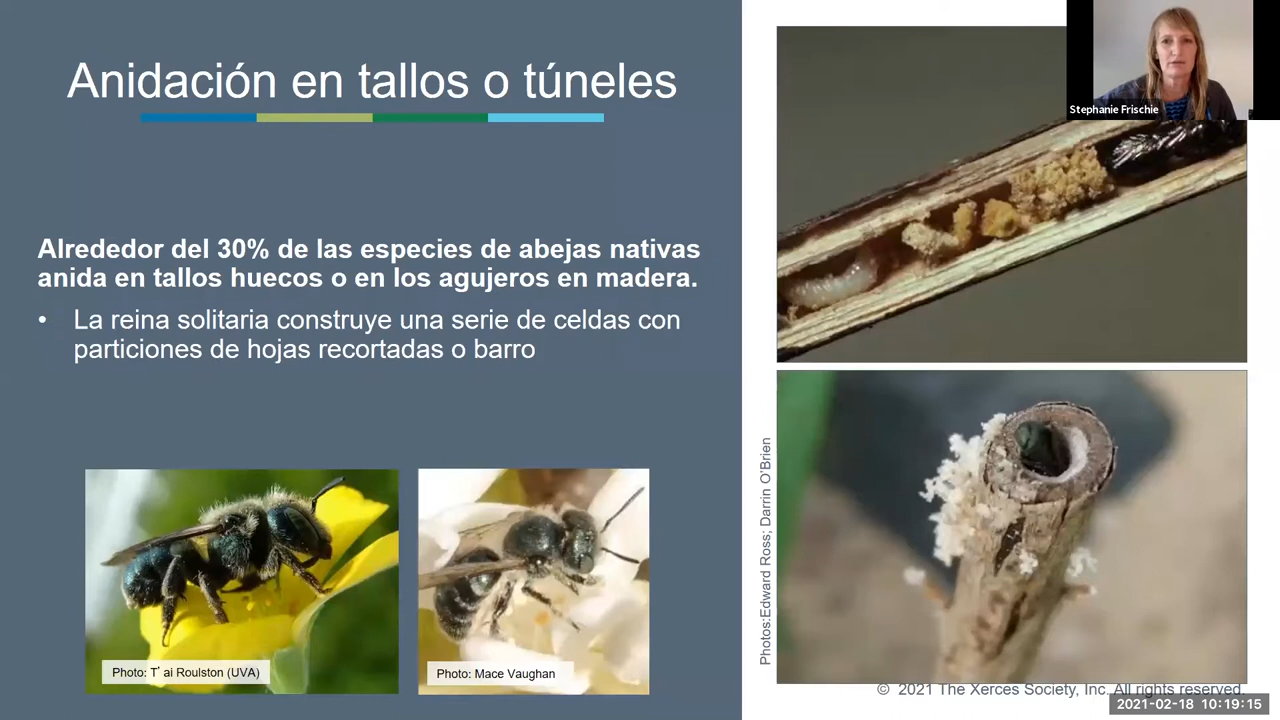 Anidación en tallos o túneles
Alrededor del 30% de las especies de abejas nativas
anida en tallos huecos o en los agujeros en madera.
• La reina solitaria construye una serie de celdas con
particiones de hojas recortadas o barro
Photo: T' ai Roulston (UVA)
Photo: Mace Vaughan
Photos:Edward Ross; Darrin O'Brien
Stephanie Frischie
© 2021 The Xerces Society, Inc. All rights reserved.
2021-02-18 10:19:15